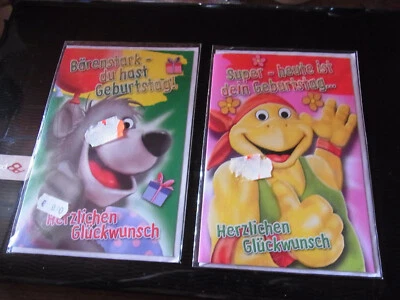 Bärenstark -
du hast
Geburtstag!
Herzlichen
Glückwunsch
Super - heute ist
dein Geburtstag...
Herzlichen
Glückwunsch